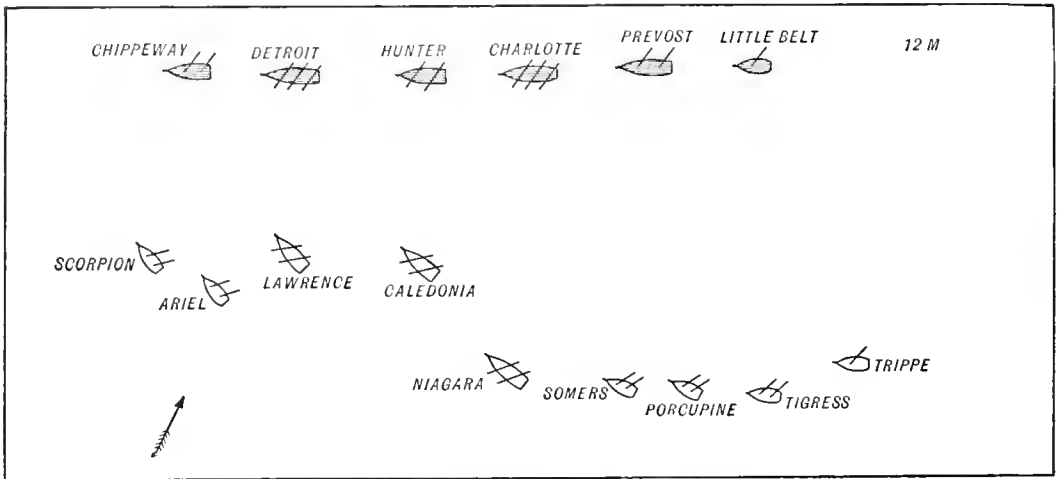 CHIPPEWAY
DETROIT
HUNTER
CHARLOTTE
PREVOST
LITTLE BELT
12 M
SCORPION
ARIEL
LAWRENCE
CALEDONIA
NIAGARA
SOMERS
PORCUPINE
TIGRESS
TRIPPE